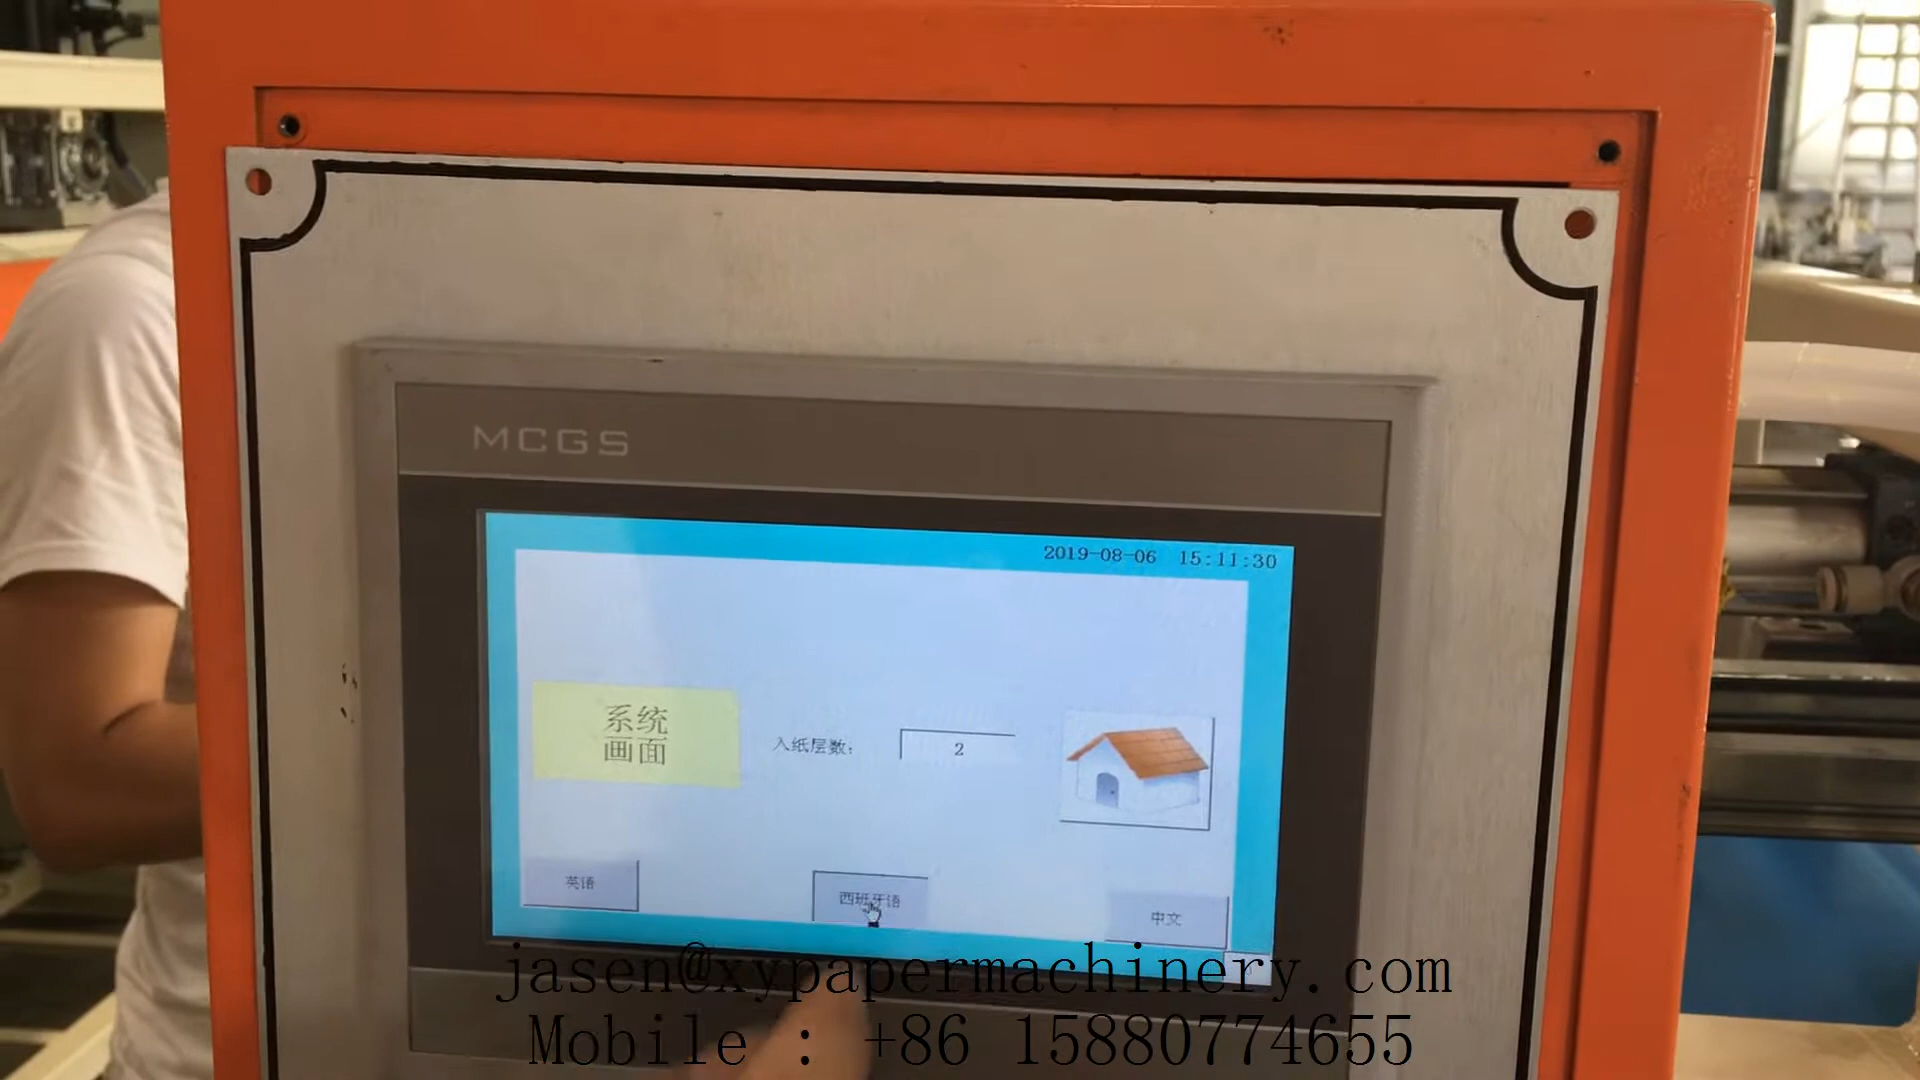 MCGS
2019-08-06 15:11:30
系统
画面
入纸层数: 2
英语
西班牙语
中文
jasen@xypapermachinery.com
Mobile : +86 15880774655